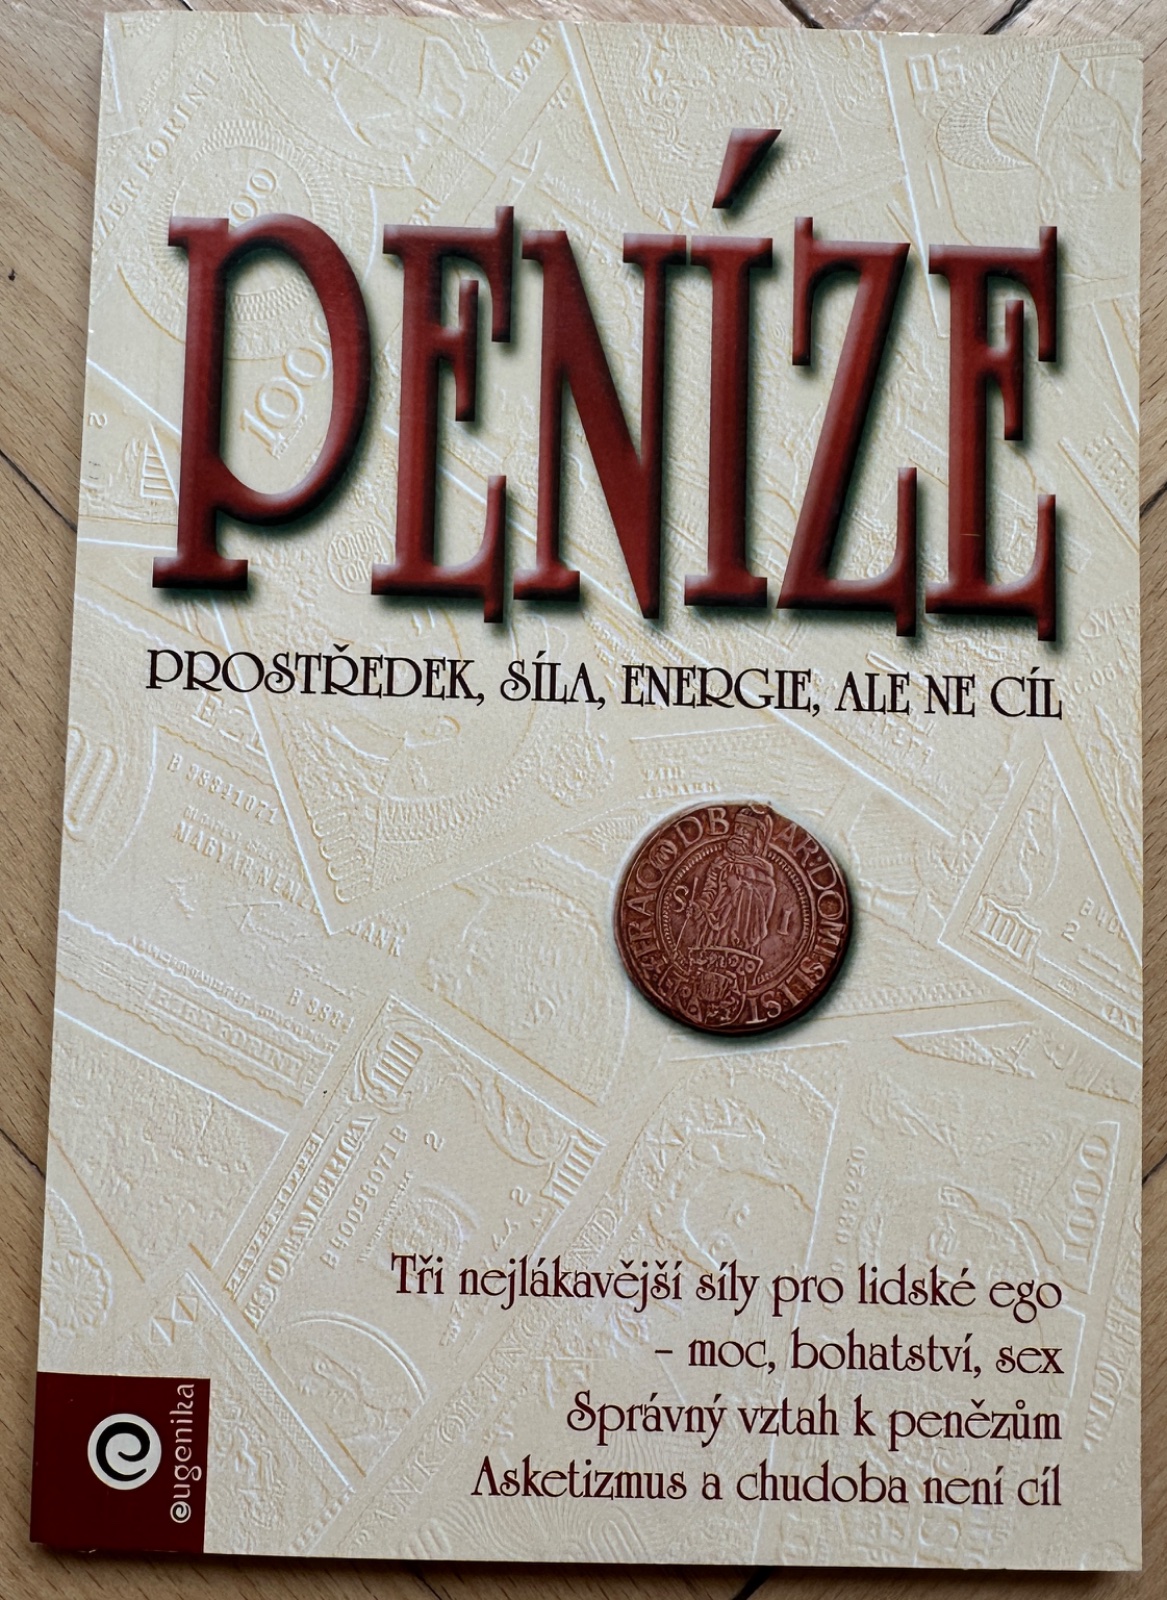 PENÍZE
PROSTŘEDEK, SÍLA, ENERGIE, ALE NE CÍL
Tři nejlákavější síly pro lidské ego
- moc, bohatství, sex
Správný vztah k penězům
Asketizmus a chudoba není cíl
eugenika